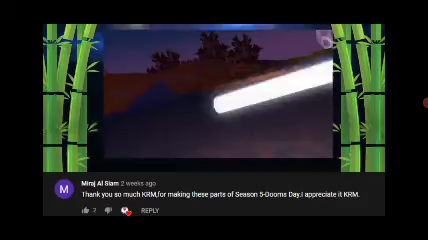 M
Miraj Al Siam 2 weeks ago
Thank you so much KRM,for making these parts of Season 5-Dooms Day.I appreciate it KRM.
2 REPLY